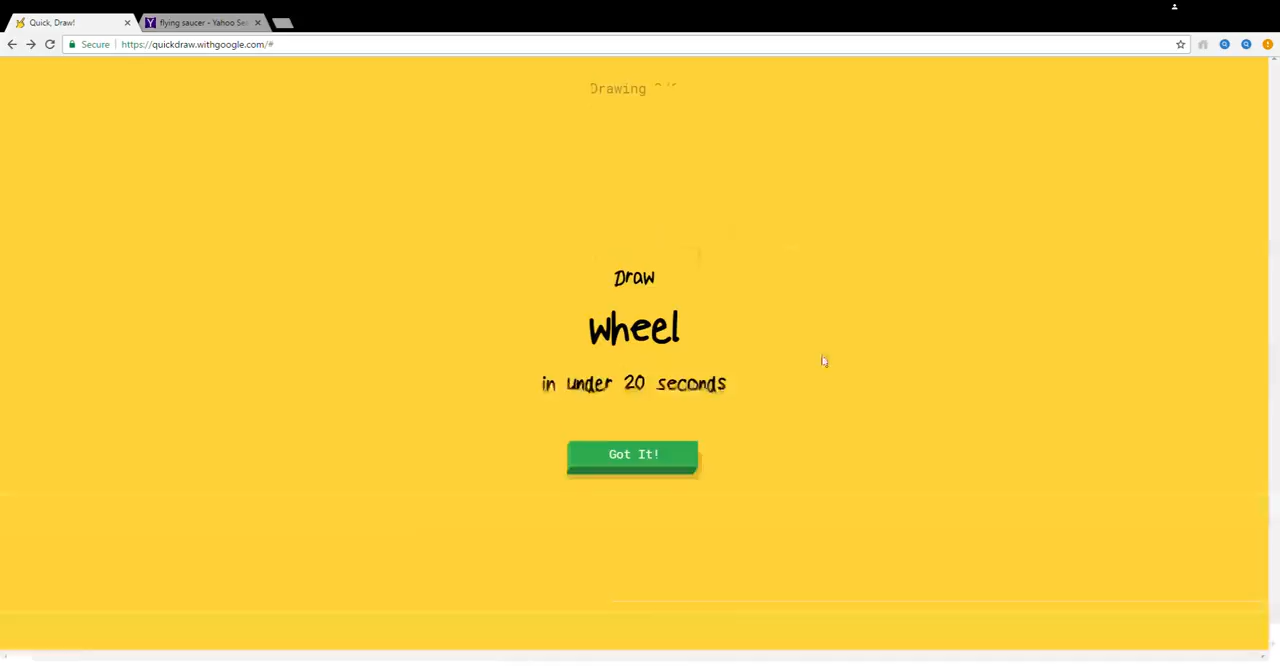 Quick, Draw!
flying saucer - Yahoo Sea
Secure
https://quickdraw.withgoogle.com/#
Drawing
Draw
Wheel
in under 20 seconds
Got It!